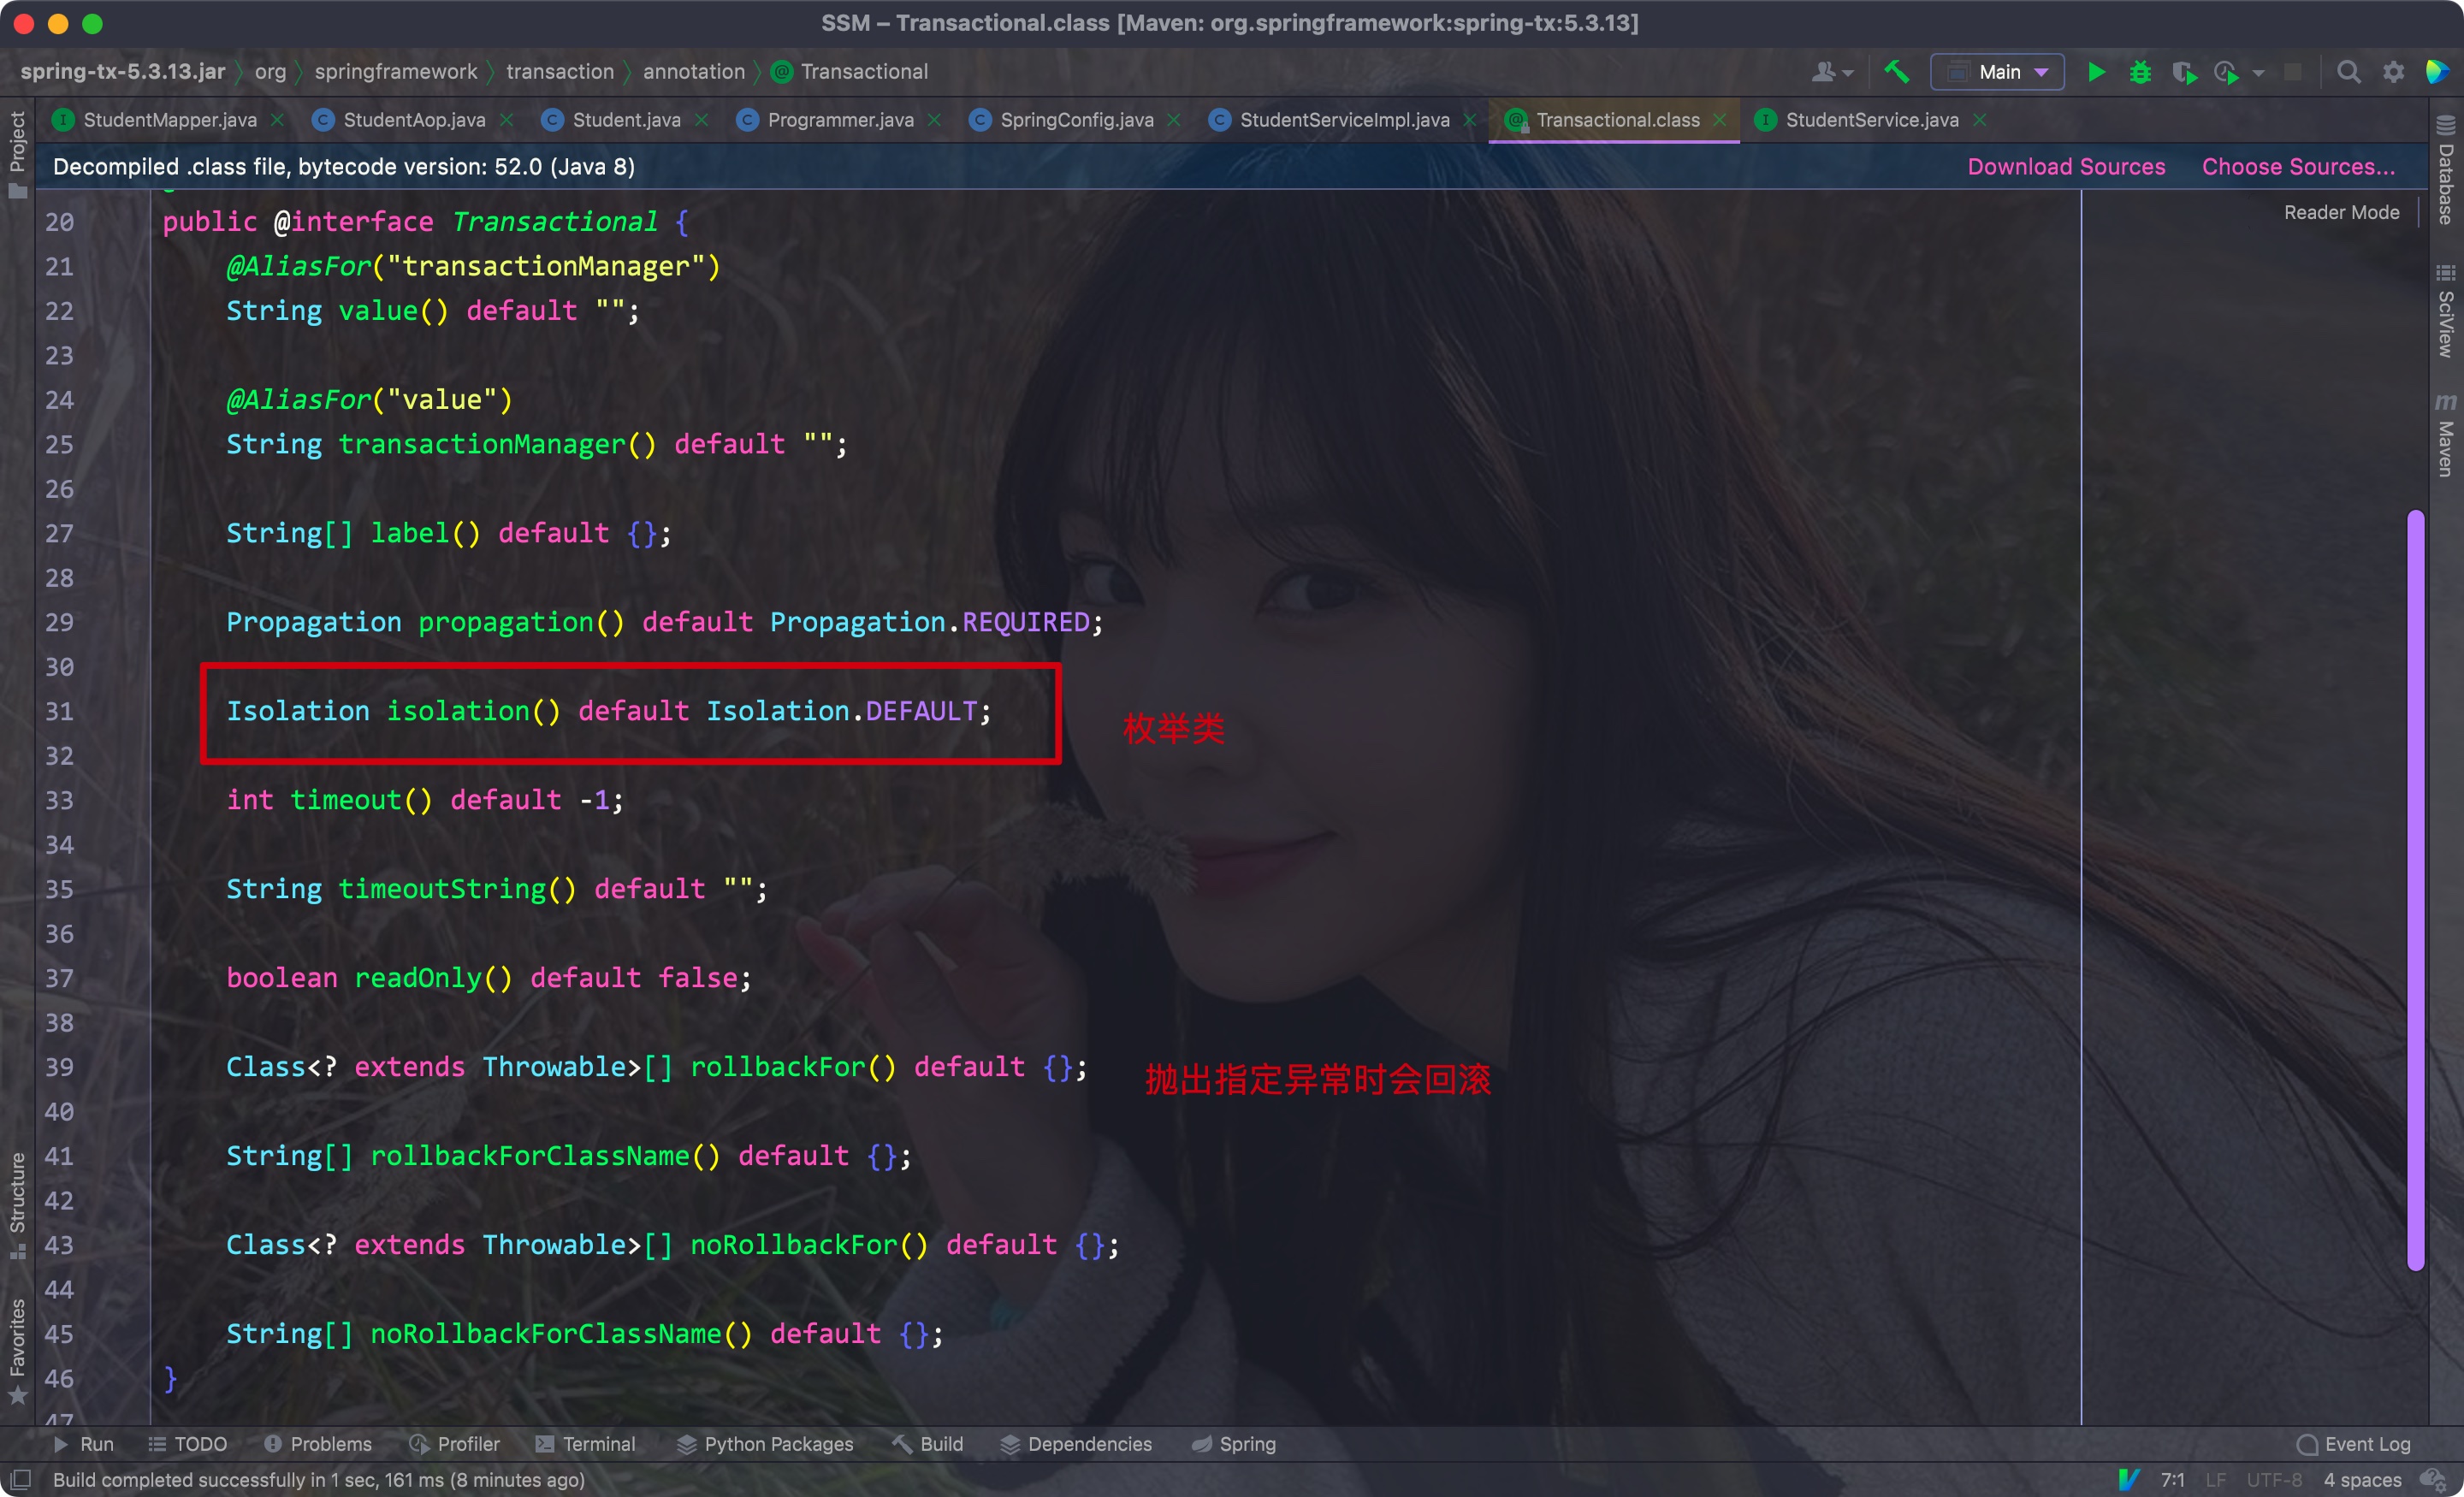 SSM – Transactional.class [Maven: org.springframework:spring-tx:5.3.13]
spring-tx-5.3.13.jar org springframework transaction annotation Transactional
Main
StudentMapper.java StudentAop.java Student.java Programmer.java SpringConfig.java StudentServiceImpl.java Transactional.class StudentService.java
Decompiled .class file, bytecode version: 52.0 (Java 8) Download Sources Choose Sources...
Reader Mode
Project
Structure
Favorites
Database
SciView
Maven
20 public @interface Transactional {
21 @AliasFor("transactionManager")
22 String value() default "";
23
24 @AliasFor("value")
25 String transactionManager() default "";
26
27 String[] label() default {};
28
29 Propagation propagation() default Propagation.REQUIRED;
30
31 Isolation isolation() default Isolation.DEFAULT;
枚举类
32
33 int timeout() default -1;
34
35 String timeoutString() default "";
36
37 boolean readOnly() default false;
38
39 Class<? extends Throwable>[] rollbackFor() default {};
抛出指定异常时会回滚
40
41 String[] rollbackForClassName() default {};
42
43 Class<? extends Throwable>[] noRollbackFor() default {};
44
45 String[] noRollbackForClassName() default {};
46 }
47
Run TODO Problems Profiler Terminal Python Packages Build Dependencies Spring Event Log
Build completed successfully in 1 sec, 161 ms (8 minutes ago) 7:1 LF UTF-8 4 spaces